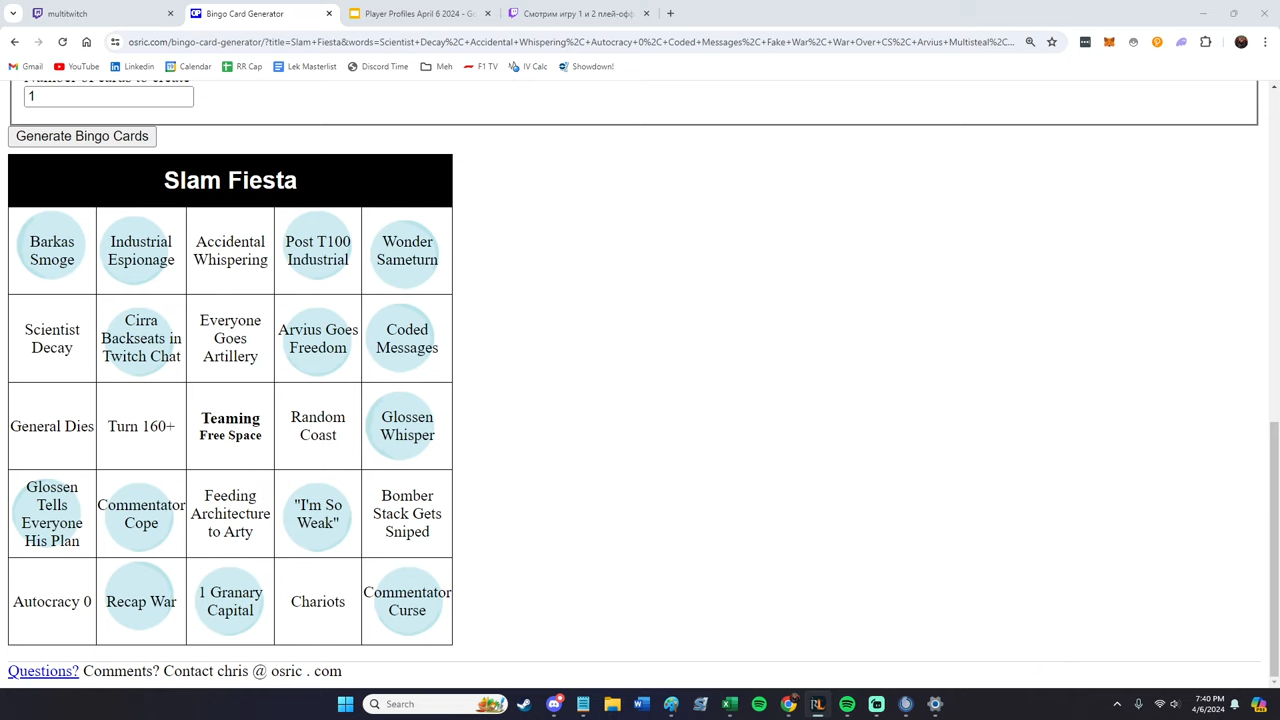 multitwitch
Bingo Card Generator
Player Profiles April 6 2024 - Go
Смотрим игру 1 и 2 плей-офф
osric.com/bingo-card-generator/?title=Slam+Fiesta&words=Scientist+Decay%2C+Accidental+Whispering%2C+Autocracy+0%2C+Coded+Messages%2C+Fake+War%2C+War+Over+CS%2C+Arvius+Multisteal%2C...
Gmail
YouTube
Linkedin
Calendar
RR Cap
Lek Masterlist
Discord Time
Meh
F1 TV
IV Calc
Showdown!
Number of cards to create
1
Generate Bingo Cards
Slam Fiesta
Barkas
Smoge
Industrial
Espionage
Accidental
Whispering
Post T100
Industrial
Wonder
Sameturn
Scientist
Decay
Cirra
Backseats in
Twitch Chat
Everyone
Goes
Artillery
Arvius Goes
Freedom
Coded
Messages
General Dies
Turn 160+
Teaming
Free Space
Random
Coast
Glossen
Whisper
Glossen
Tells
Everyone
His Plan
Commentator
Cope
Feeding
Architecture
to Arty
"I'm So
Weak"
Bomber
Stack Gets
Sniped
Autocracy 0
Recap War
1 Granary
Capital
Chariots
Commentator
Curse
Questions? Comments? Contact chris @ osric . com
Search
7:40 PM
4/6/2024